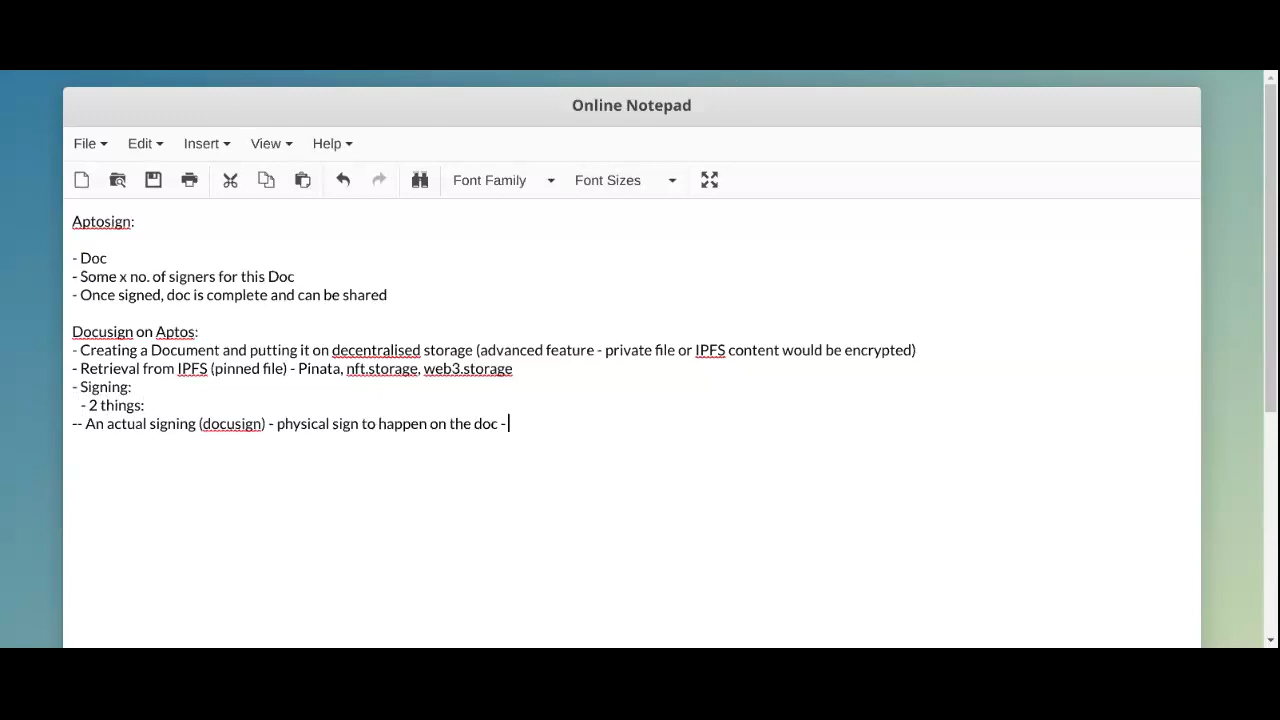 Online Notepad
File Edit Insert View Help
Font Family Font Sizes
Aptosign:
- Doc
- Some x no. of signers for this Doc
- Once signed, doc is complete and can be shared
Docusign on Aptos:
- Creating a Document and putting it on decentralised storage (advanced feature - private file or IPFS content would be encrypted)
- Retrieval from IPFS (pinned file) - Pinata, nft.storage, web3.storage
- Signing:
- 2 things:
-- An actual signing (docusign) - physical sign to happen on the doc -